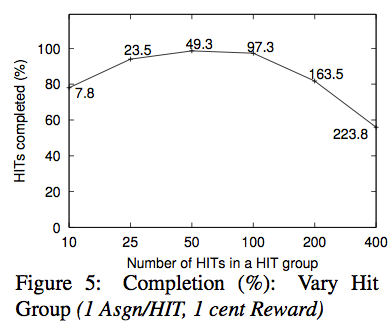 100
80
60
40
20
0
HITs completed (%)
7.8
23.5
49.3
97.3
163.5
223.8
10 25 50 100 200 400
Number of HITs in a HIT group
Figure 5: Completion (%): Vary Hit
Group (1 Asgn/HIT, 1 cent Reward)